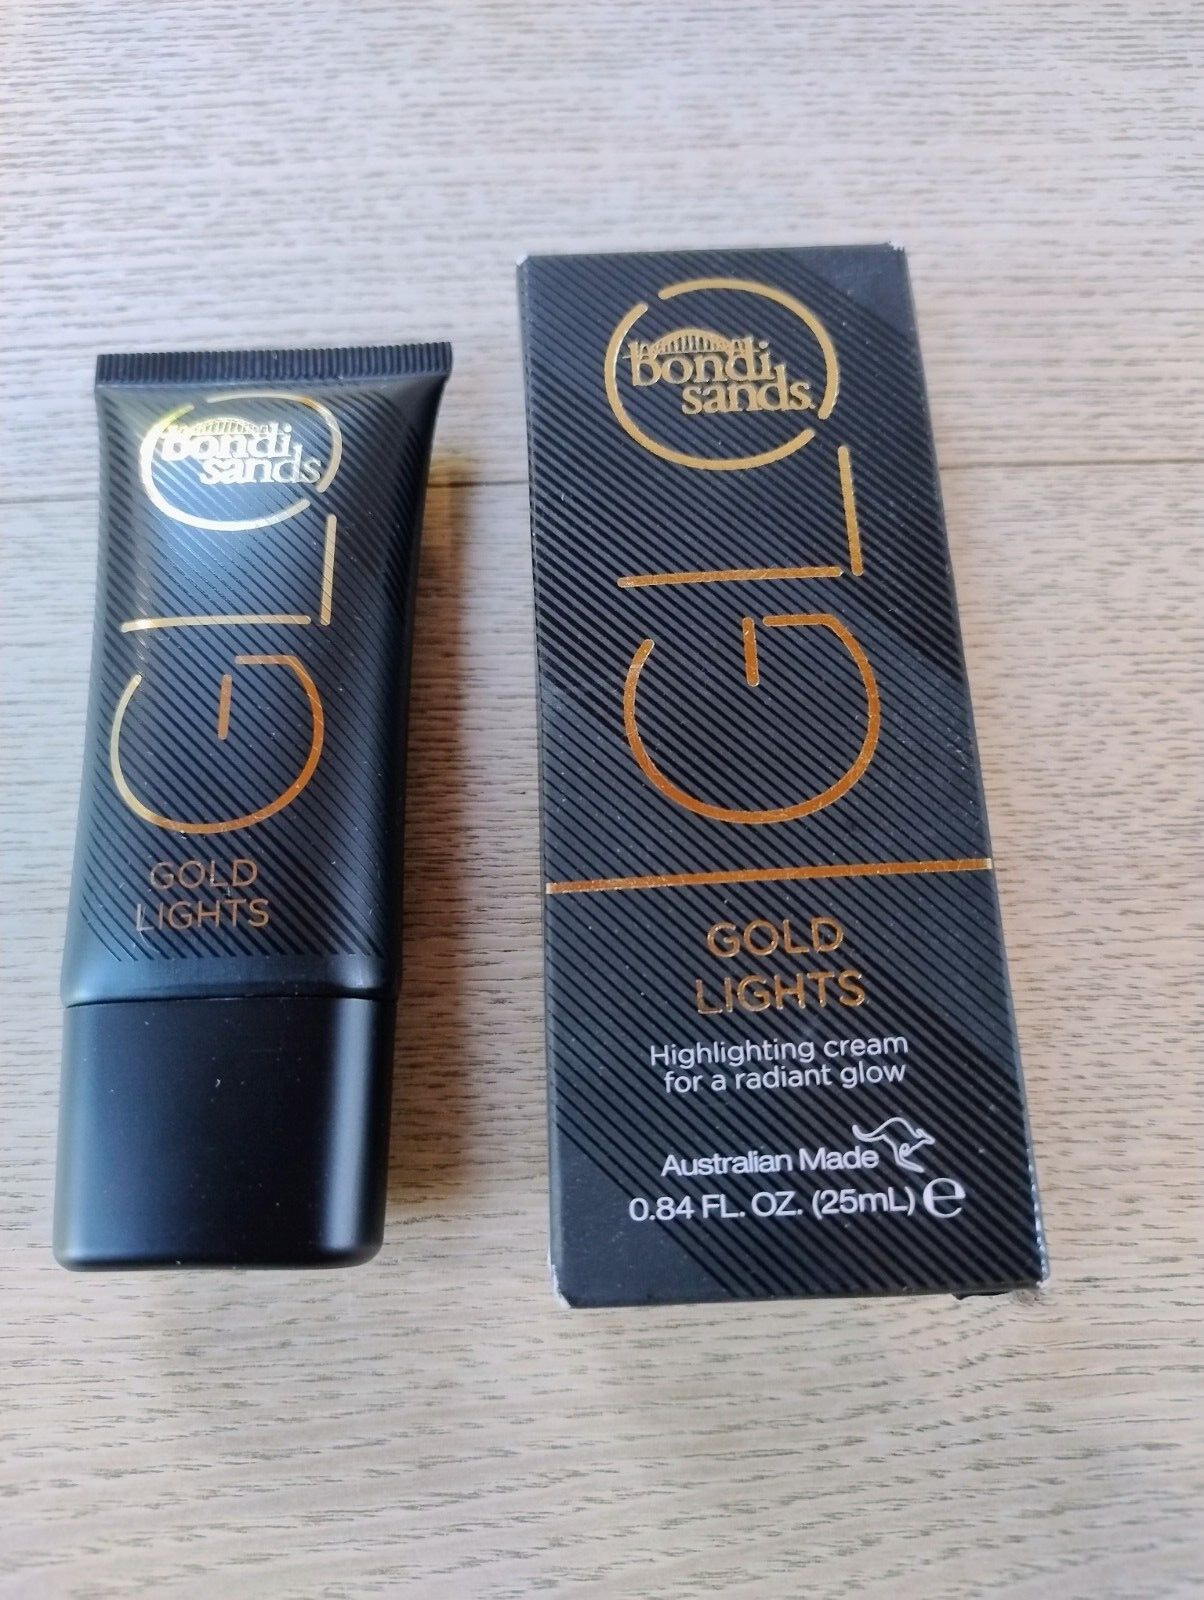 bondi
sands
GLO
GOLD
LIGHTS
bondi
sands.
GLO
GOLD
LIGHTS
Highlighting cream
for a radiant glow
Australian Made
0.84 FL. OZ. (25mL) ℮